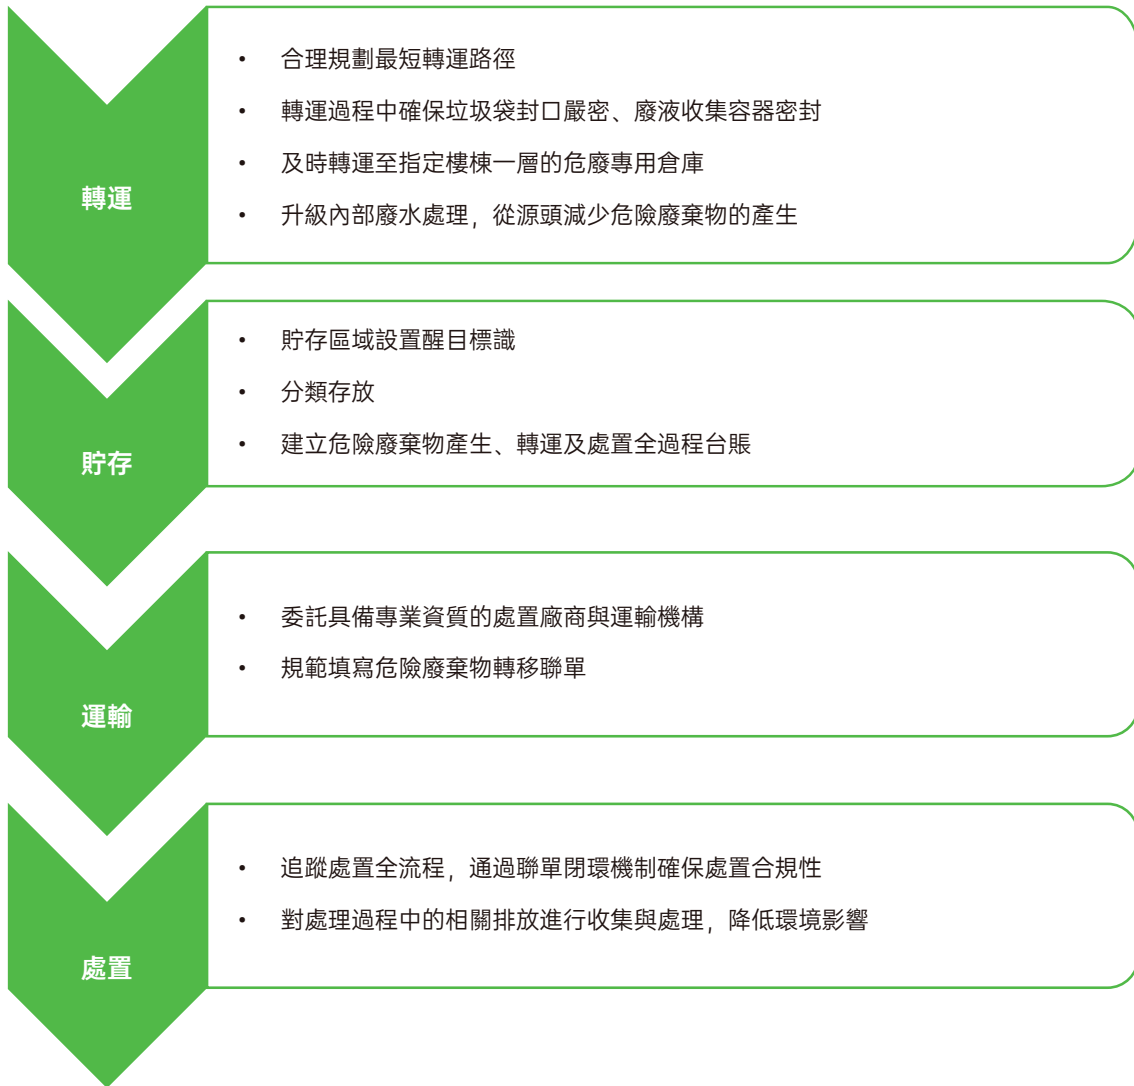 轉運
• 合理規劃最短轉運路徑
• 轉運過程中確保垃圾袋封口嚴密、廢液收集容器密封
• 及時轉運至指定樓棟一層的危廢專用倉庫
• 升級內部廢水處理，從源頭減少危險廢棄物的產生
貯存
• 貯存區域設置醒目標識
• 分類存放
• 建立危險廢棄物產生、轉運及處置全過程台賬
運輸
• 委託具備專業資質的處置廠商與運輸機構
• 規範填寫危險廢棄物轉移聯單
處置
• 追蹤處置全流程，通過聯單閉環機制確保處置合規性
• 對處理過程中的相關排放進行收集與處理，降低環境影響